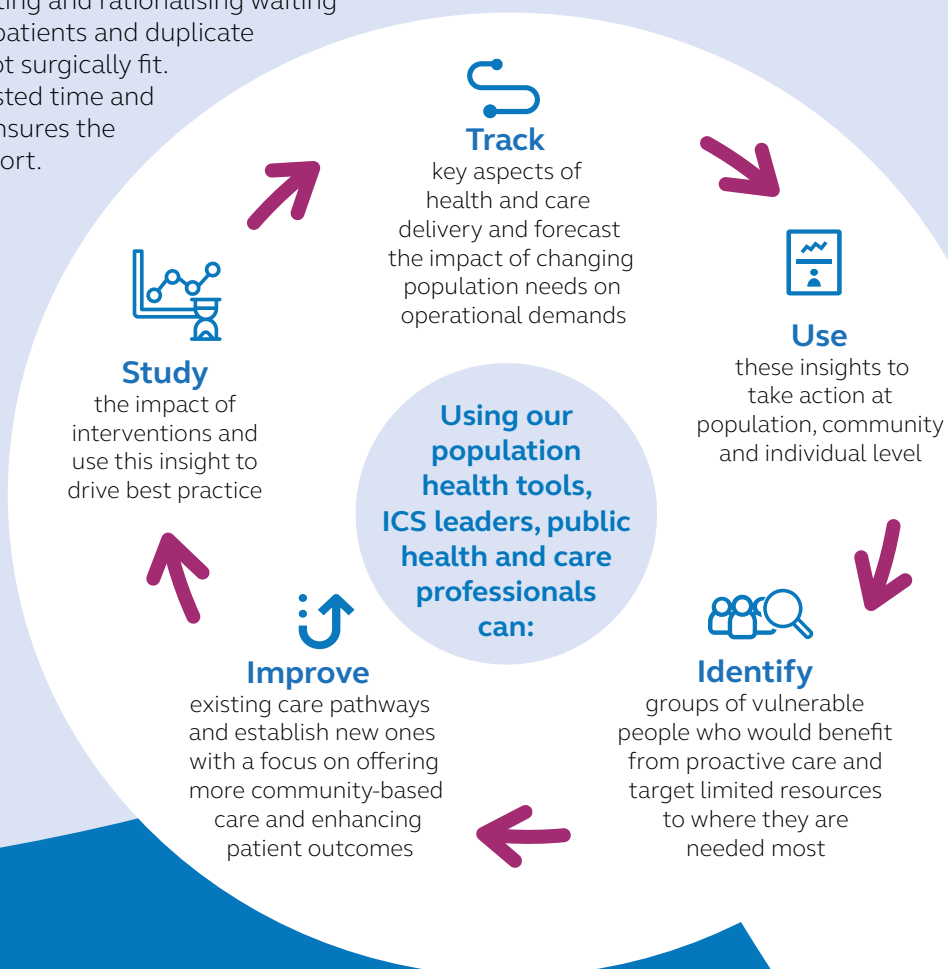 ting and rationalising waiting
patients and duplicate
ot surgically fit.
sted time and
nsures the
ort.
Track
key aspects of
health and care
delivery and forecast
the impact of changing
population needs on
operational demands
Use
these insights to
take action at
population, community
and individual level
Identify
groups of vulnerable
people who would benefit
from proactive care and
target limited resources
to where they are
needed most
Improve
existing care pathways
and establish new ones
with a focus on offering
more community-based
care and enhancing
patient outcomes
Study
the impact of
interventions and
use this insight to
drive best practice
Using our
population
health tools,
ICS leaders, public
health and care
professionals
can: